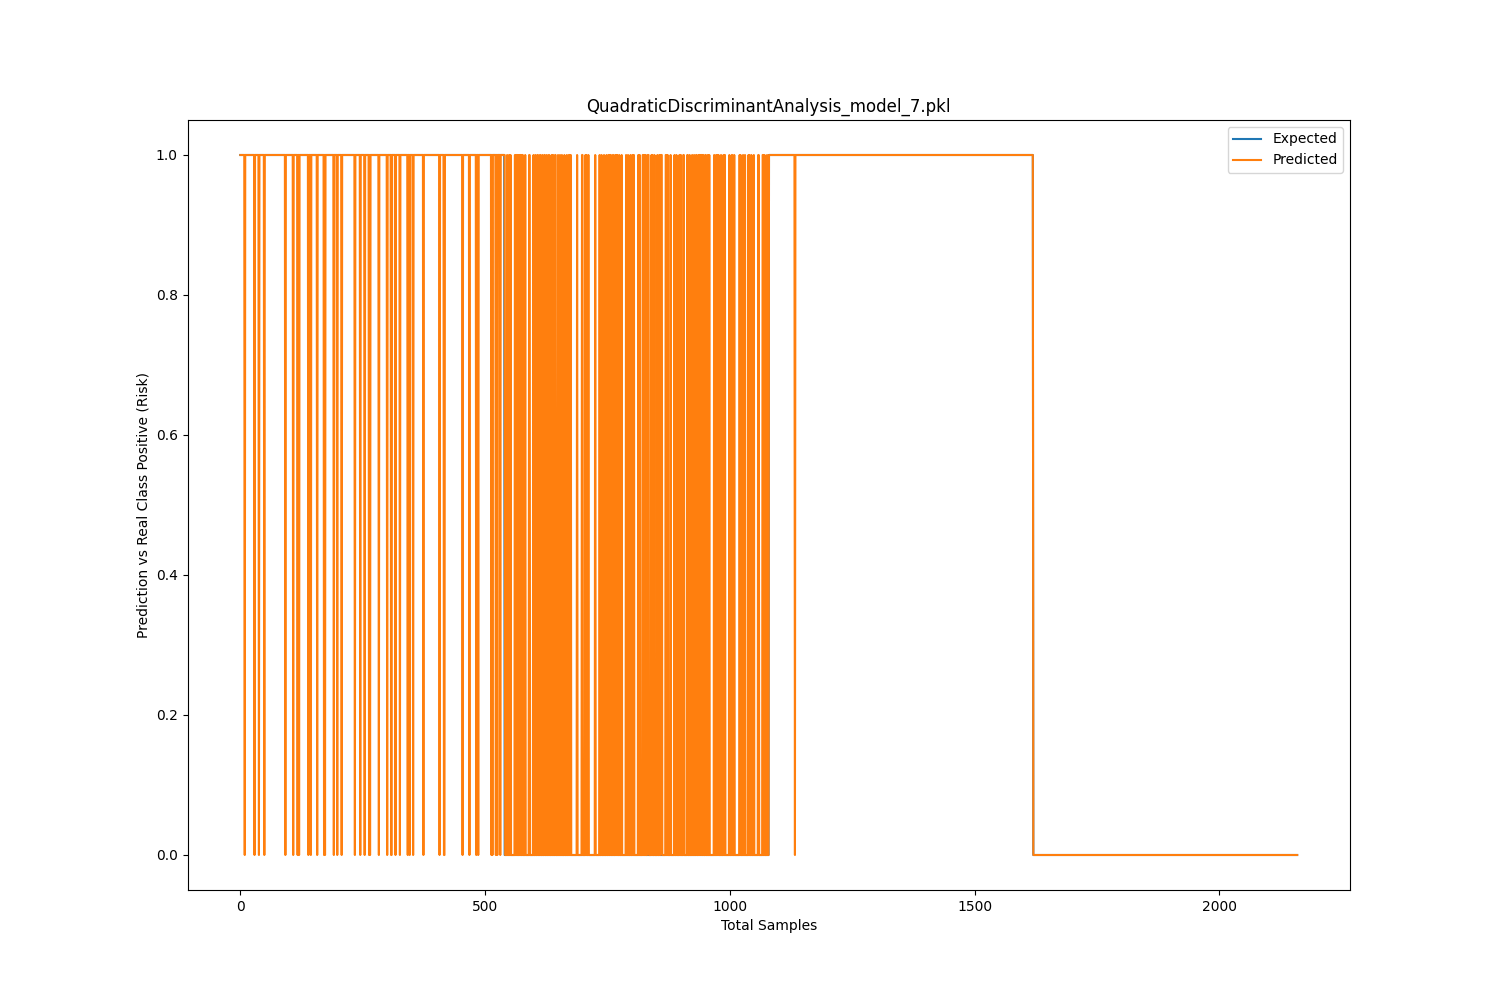 QuadraticDiscriminantAnalysis_model_7.pkl
Expected
Predicted
1.0
0.8
0.6
0.4
0.2
0.0
Prediction vs Real Class Positive (Risk)
0 500 1000 1500 2000
Total Samples